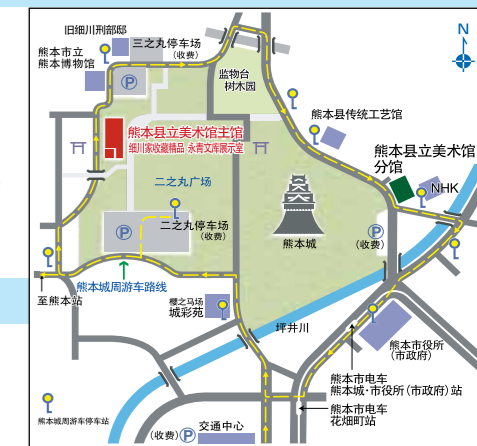 旧细川刑部邸
N
三之丸停车场
(收费)
熊本市立
熊本博物馆
P
监物台
树木园
熊本县传统工艺馆
熊本县立美术馆主馆
细川家收藏精品 永青文库展示室
熊本县立美术馆
分馆
NHK
二之丸广场
二之丸停车场
(收费)
P
熊本城
P
(收费)
至熊本站
熊本城周游车路线
樱之马场
城彩苑
坪井川
熊本市役所
(市政府)
熊本市电车
熊本城·市役所(市政府)站
熊本市电车
花畑町站
熊本城周游车停车站
交通中心
(收费)P